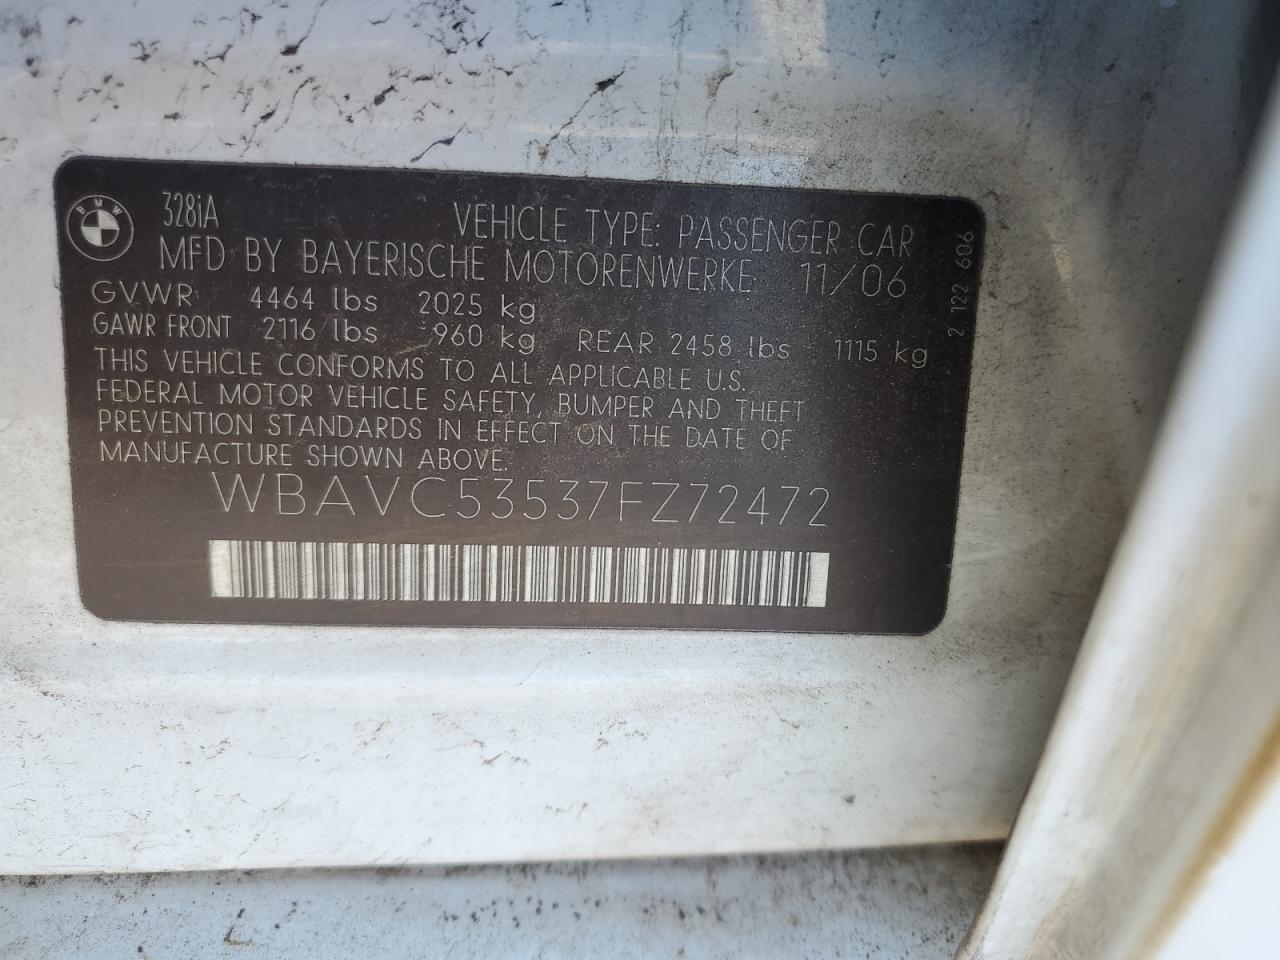 BMW
328iA
VEHICLE TYPE: PASSENGER CAR
MFD BY BAYERISCHE MOTORENWERKE 11/06
GVWR 4464 lbs 2025 kg
GAWR FRONT 2116 lbs 960 kg REAR 2458 lbs 1115 kg
THIS VEHICLE CONFORMS TO ALL APPLICABLE U.S.
FEDERAL MOTOR VEHICLE SAFETY, BUMPER AND THEFT
PREVENTION STANDARDS IN EFFECT ON THE DATE OF
MANUFACTURE SHOWN ABOVE.
WBAVC53537FZ72472
2 122 606